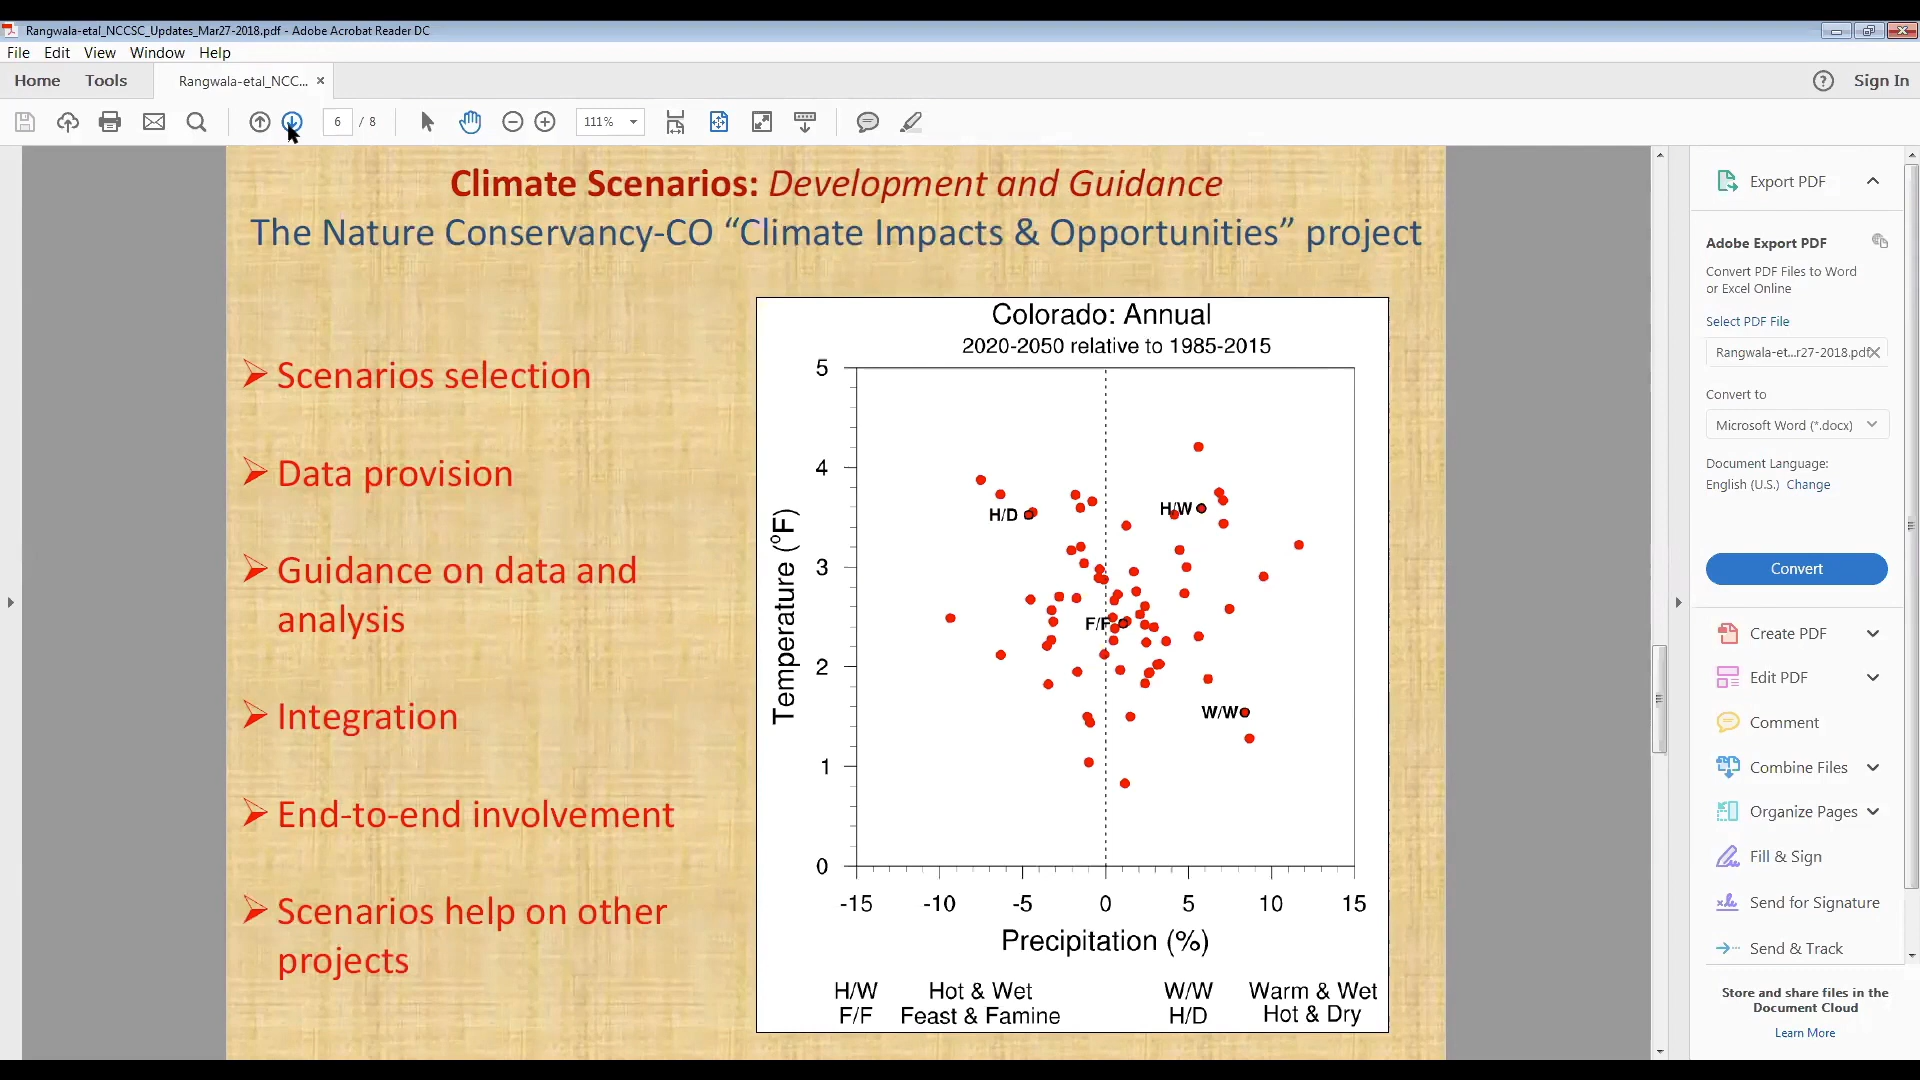 Rangwala-etal_NCCSC_Updates_Mar27-2018.pdf - Adobe Acrobat Reader DC
File Edit View Window Help
Home Tools Rangwala-etal_NCC... × Sign In
6 / 8 111%
Climate Scenarios: Development and Guidance
The Nature Conservancy-CO “Climate Impacts & Opportunities” project
Scenarios selection
Data provision
Guidance on data and
analysis
Integration
End-to-end involvement
Scenarios help on other
projects
Colorado: Annual
2020-2050 relative to 1985-2015
Temperature (°F)
5
4
3
2
1
0
H/D
H/W
F/F
W/W
-15 -10 -5 0 5 10 15
Precipitation (%)
H/W Hot & Wet W/W Warm & Wet
F/F Feast & Famine H/D Hot & Dry
Export PDF
Adobe Export PDF
Convert PDF Files to Word
or Excel Online
Select PDF File
Rangwala-et...r27-2018.pdf
Convert to
Microsoft Word (*.docx)
Document Language:
English (U.S.) Change
Convert
Create PDF
Edit PDF
Comment
Combine Files
Organize Pages
Fill & Sign
Send for Signature
Send & Track
Store and share files in the
Document Cloud
Learn More